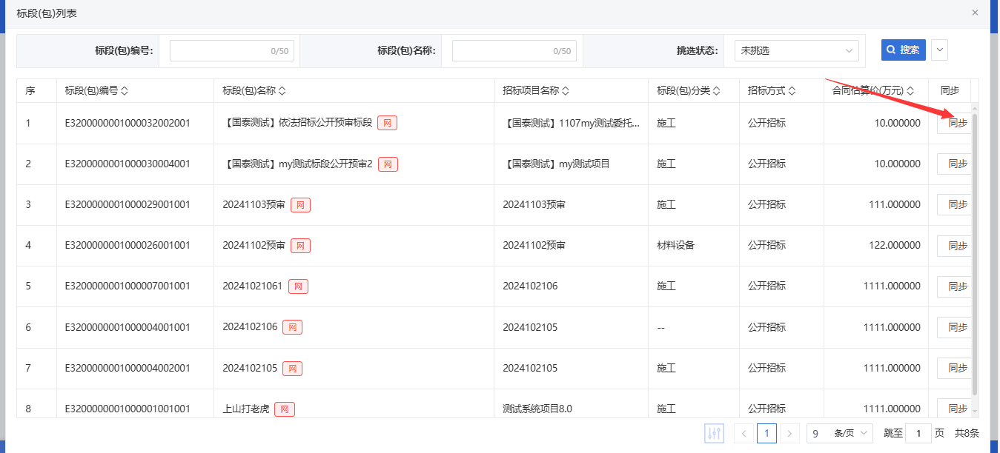 标段(包)列表
标段(包)编号: 0/50 标段(包)名称: 0/50 挑选状态: 未挑选 搜索
序 标段(包)编号 标段(包)名称 招标项目名称 标段(包)分类 招标方式 合同估算价(万元) 同步
1 E3200000001000032002001 【国泰测试】依法招标公开预审标段 网 【国泰测试】1107my测试委托... 施工 公开招标 10.000000 同步
2 E3200000001000030004001 【国泰测试】my测试标段公开预审2 网 【国泰测试】my测试项目 施工 公开招标 10.000000 同步
3 E3200000001000029001001 20241103预审 网 20241103预审 施工 公开招标 111.000000 同步
4 E3200000001000026001001 20241102预审 网 20241102预审 材料设备 公开招标 122.000000 同步
5 E3200000001000007001001 20241021061 网 2024102106 施工 公开招标 1111.000000 同步
6 E3200000001000004001001 2024102106 网 2024102105 -- 公开招标 1111.000000 同步
7 E3200000001000004002001 2024102105 网 2024102105 施工 公开招标 1111.000000 同步
8 E3200000001000001001001 上山打老虎 网 测试系统项目8.0 施工 公开招标 1111.000000 同步
1 9 条/页 跳至 1 页 共8条